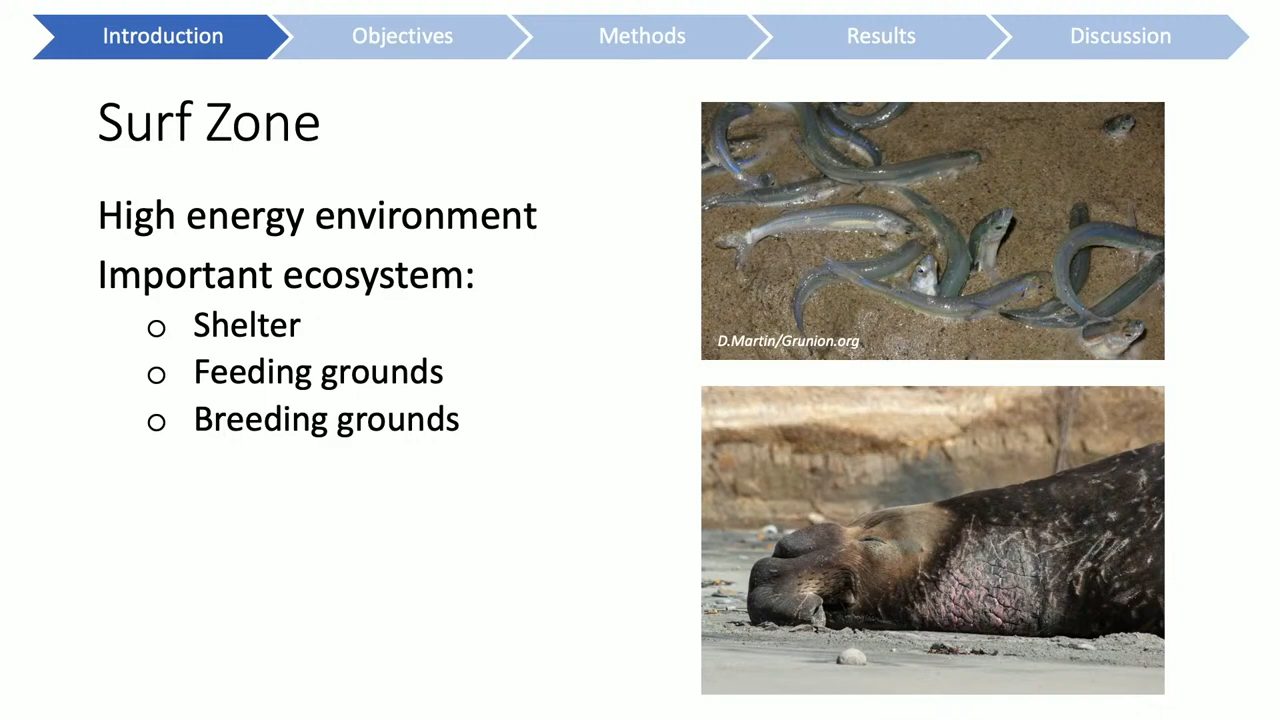 Introduction
Objectives
Methods
Results
Discussion
Surf Zone
High energy environment
Important ecosystem:
o Shelter
o Feeding grounds
o Breeding grounds
D.Martin/Grunion.org